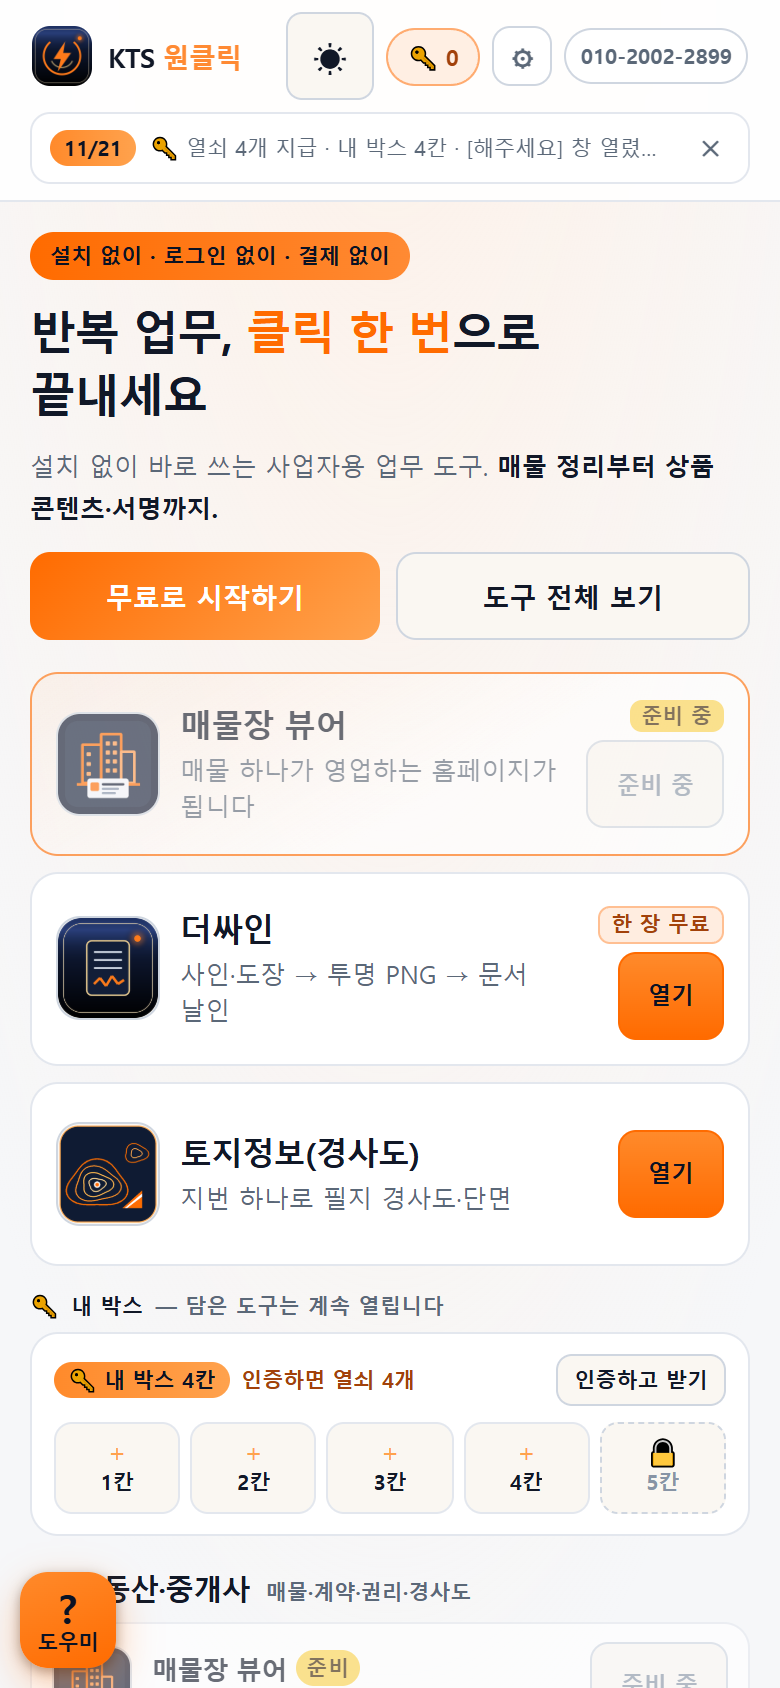 KTS 원클릭
0
010-2002-2899
11/21 열쇠 4개 지급 · 내 박스 4칸 · [해주세요] 창 열렸...
설치 없이 · 로그인 없이 · 결제 없이
반복 업무, 클릭 한 번으로
끝내세요
설치 없이 바로 쓰는 사업자용 업무 도구. 매물 정리부터 상품
콘텐츠·서명까지.
무료로 시작하기
도구 전체 보기
매물장 뷰어
매물 하나가 영업하는 홈페이지가
됩니다
준비 중
준비 중
더싸인
사인·도장 → 투명 PNG → 문서
날인
한 장 무료
열기
토지정보(경사도)
지번 하나로 필지 경사도·단면
열기
내 박스 — 담은 도구는 계속 열립니다
내 박스 4칸 인증하면 열쇠 4개
인증하고 받기
+
1칸
+
2칸
+
3칸
+
4칸
5칸
동산·중개사 매물·계약·권리·경사도
?
도우미
매물장 뷰어 준비
준비 중